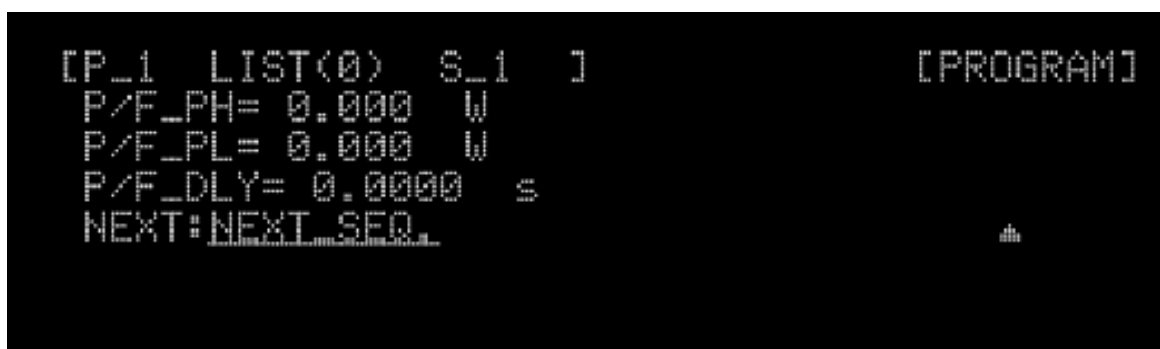 [P_1 LIST(0) S_1 ] [PROGRAM]
P/F_PH= 0.000 W
P/F_PL= 0.000 W
P/F_DLY= 0.0000 s
NEXT:NEXT_SEQ.